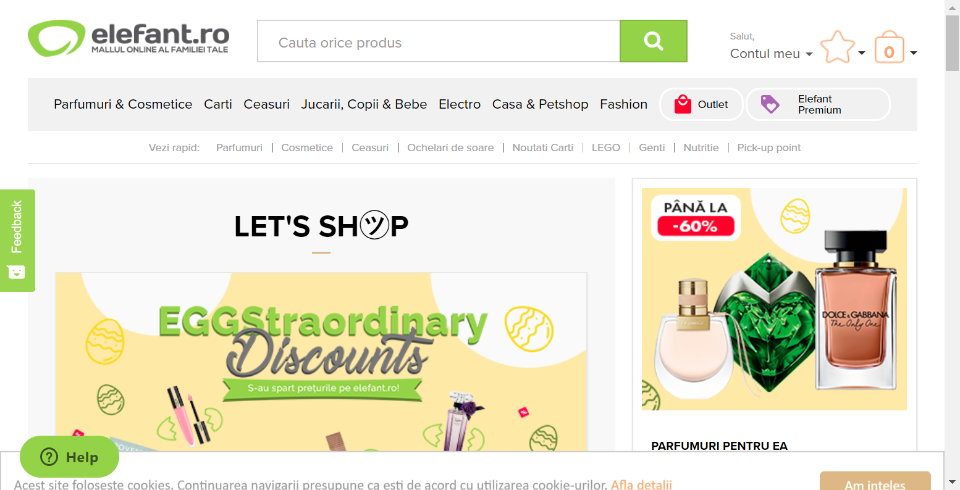 elefant.ro
MALLUL ONLINE AL FAMILIEI TALE
Cauta orice produs
Salut,
Contul meu
0
Parfumuri & Cosmetice Carti Ceasuri Jucarii, Copii & Bebe Electro Casa & Petshop Fashion Outlet Elefant Premium
Vezi rapid: Parfumuri | Cosmetice | Ceasuri | Ochelari de soare | Noutati Carti | LEGO | Genti | Nutritie | Pick-up point
Feedback
LET'S SHツP
EGGStraordinary
Discounts
S-au spart prețurile pe elefant.ro!
PÂNĂ LA
-60%
DOLCE & GABBANA
The Only One
PARFUMURI PENTRU EA
Help
Acest site foloseste cookies. Continuarea navigarii presupune ca esti de acord cu utilizarea cookie-urilor. Afla detalii
Am inteles